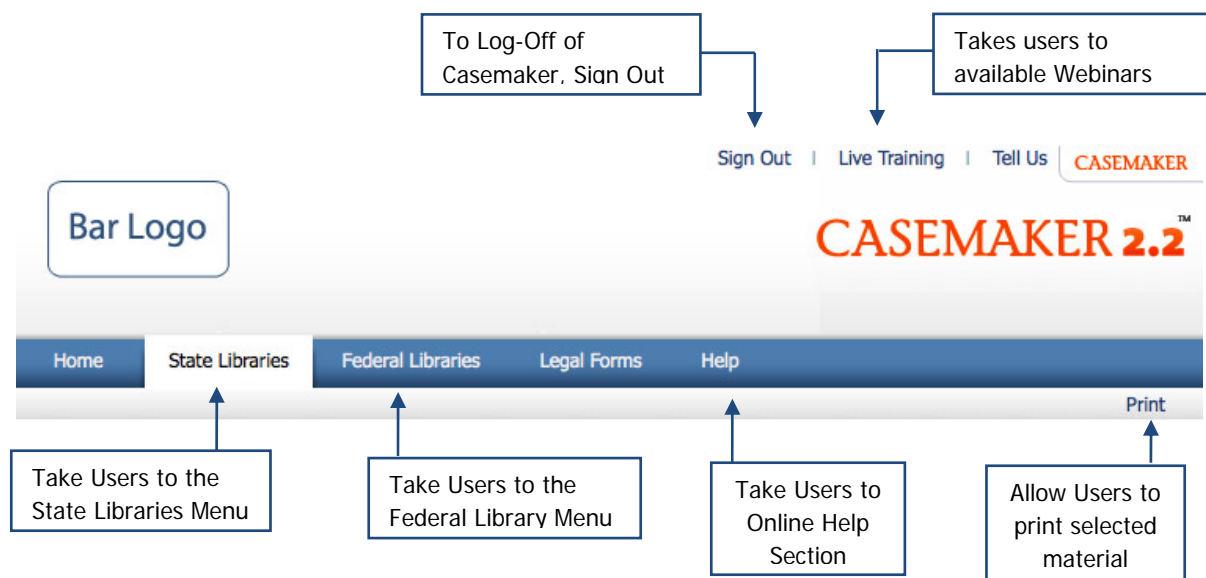 To Log-Off of
Casemaker, Sign Out
Takes users to
available Webinars
Sign Out | Live Training | Tell Us CASEMAKER
Bar Logo
CASEMAKER 2.2™
Home State Libraries Federal Libraries Legal Forms Help
Print
Take Users to the
State Libraries Menu
Take Users to the
Federal Library Menu
Take Users to
Online Help
Section
Allow Users to
print selected
material